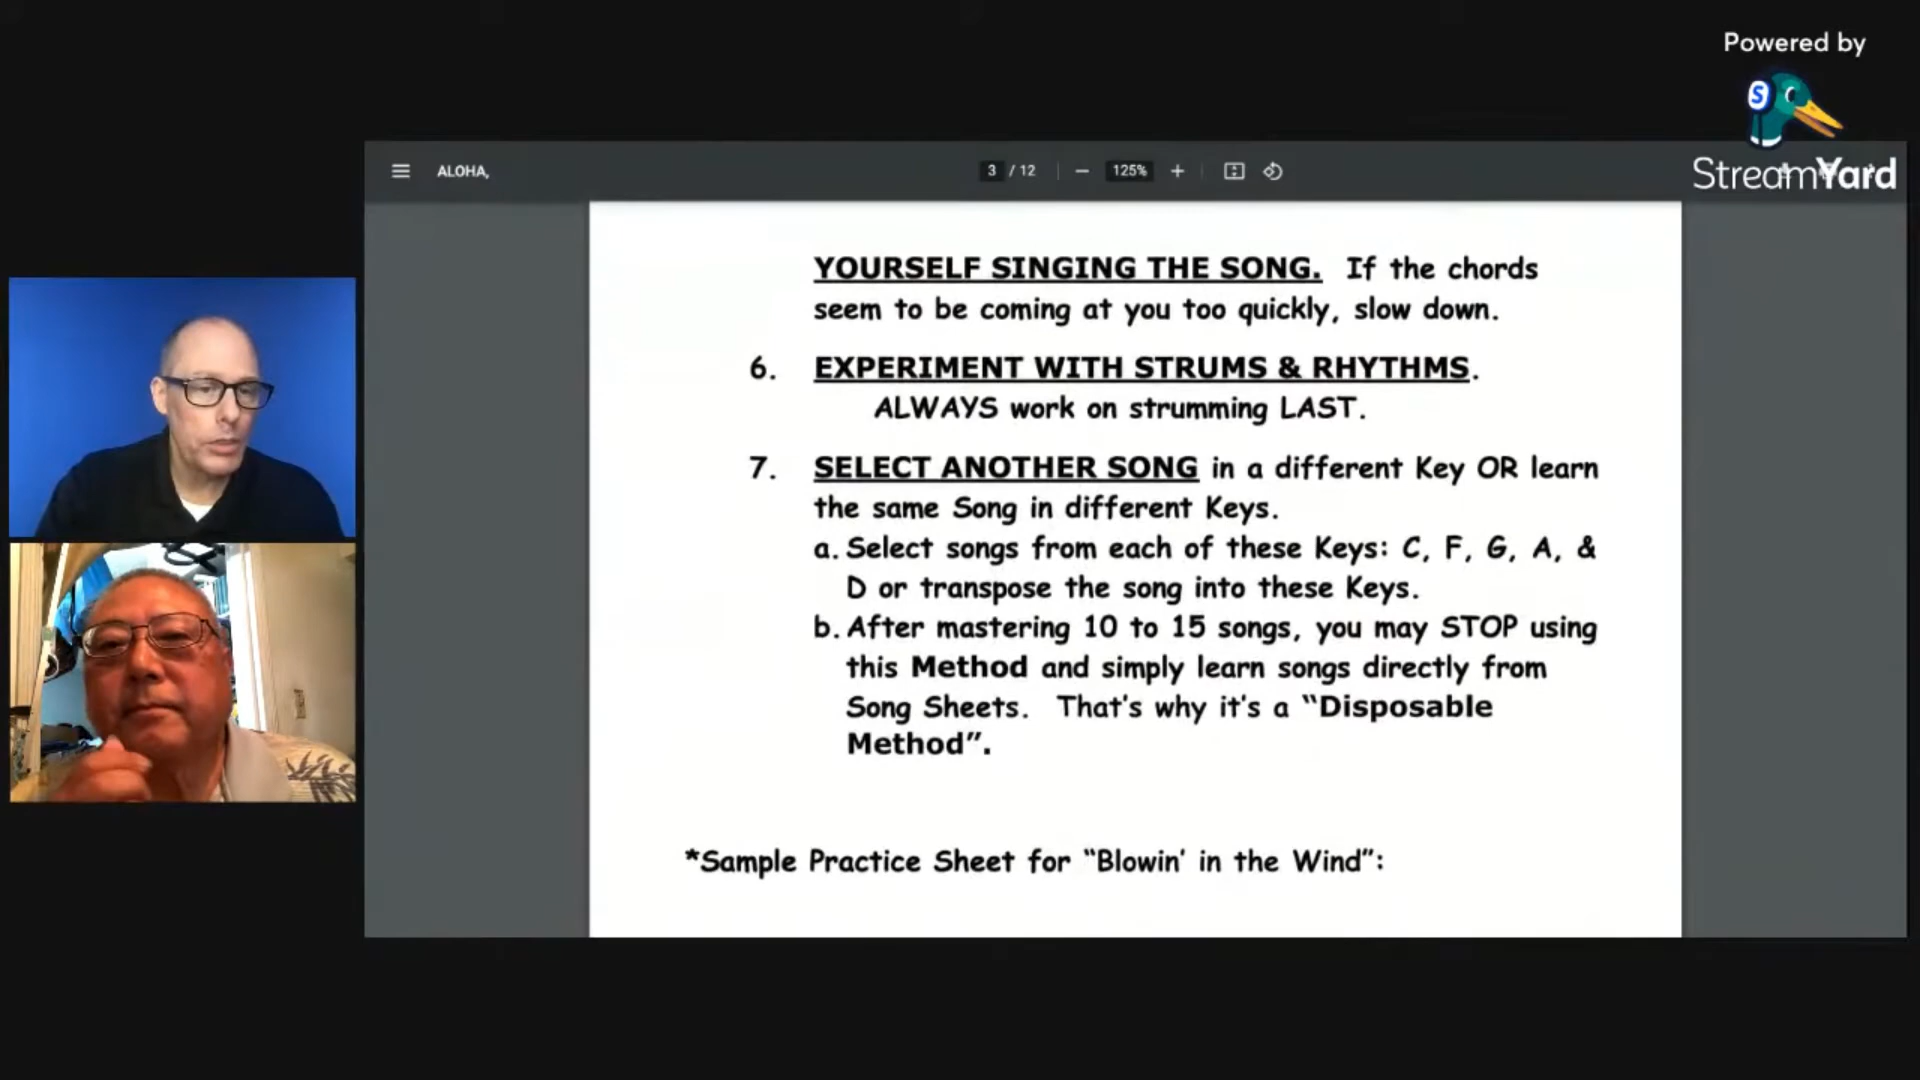 Powered by
S
StreamYard
ALOHA,
3 / 12
125%
YOURSELF SINGING THE SONG. If the chords
seem to be coming at you too quickly, slow down.
6. EXPERIMENT WITH STRUMS & RHYTHMS.
ALWAYS work on strumming LAST.
7. SELECT ANOTHER SONG in a different Key OR learn
the same Song in different Keys.
a. Select songs from each of these Keys: C, F, G, A, &
D or transpose the song into these Keys.
b. After mastering 10 to 15 songs, you may STOP using
this Method and simply learn songs directly from
Song Sheets. That's why it's a “Disposable
Method”.
*Sample Practice Sheet for “Blowin’ in the Wind”: